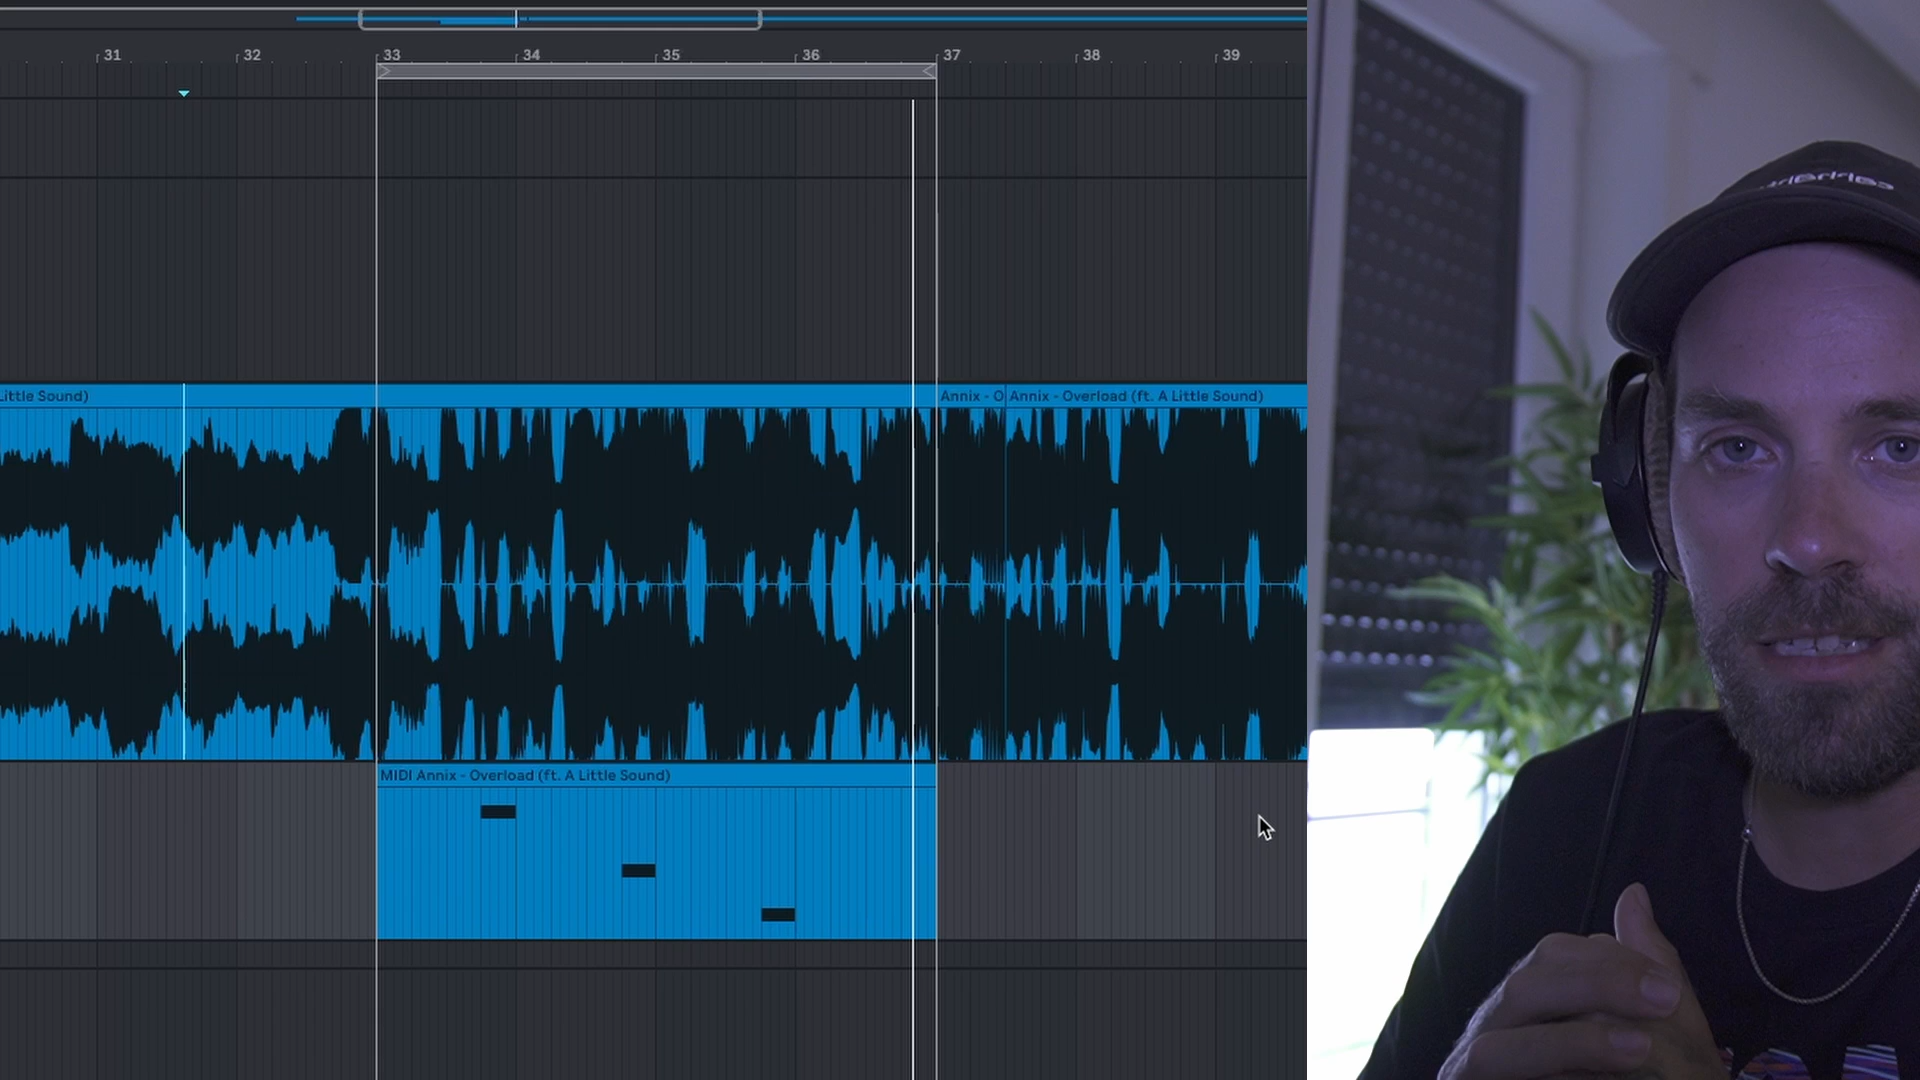 31 32 33 34 35 36 37 38 39
Little Sound)
Annix - O
Annix - Overload (ft. A Little Sound)
MIDI Annix - Overload (ft. A Little Sound)